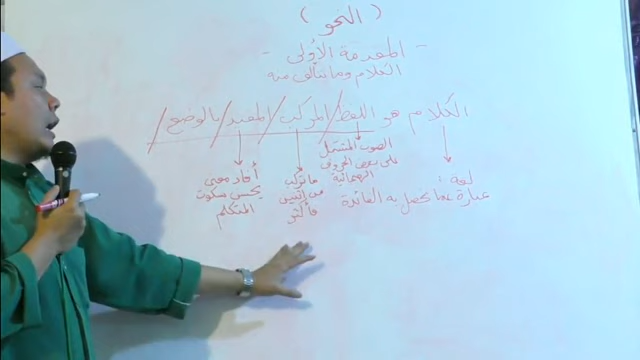 ( النحو )
- المقدمة الأولى -
الكلام وما يتألف منه
الكلام هو اللفظ / المركب / المفيد / بالوضع /
لغة :
عبارة عما تحصل به الفائدة
الصوت المشتمل
على بعض الحروف
الهجائية
ما تركب
من إثنين
فأكثر
أفاد معنى
يحسن سكوت
المتكلم